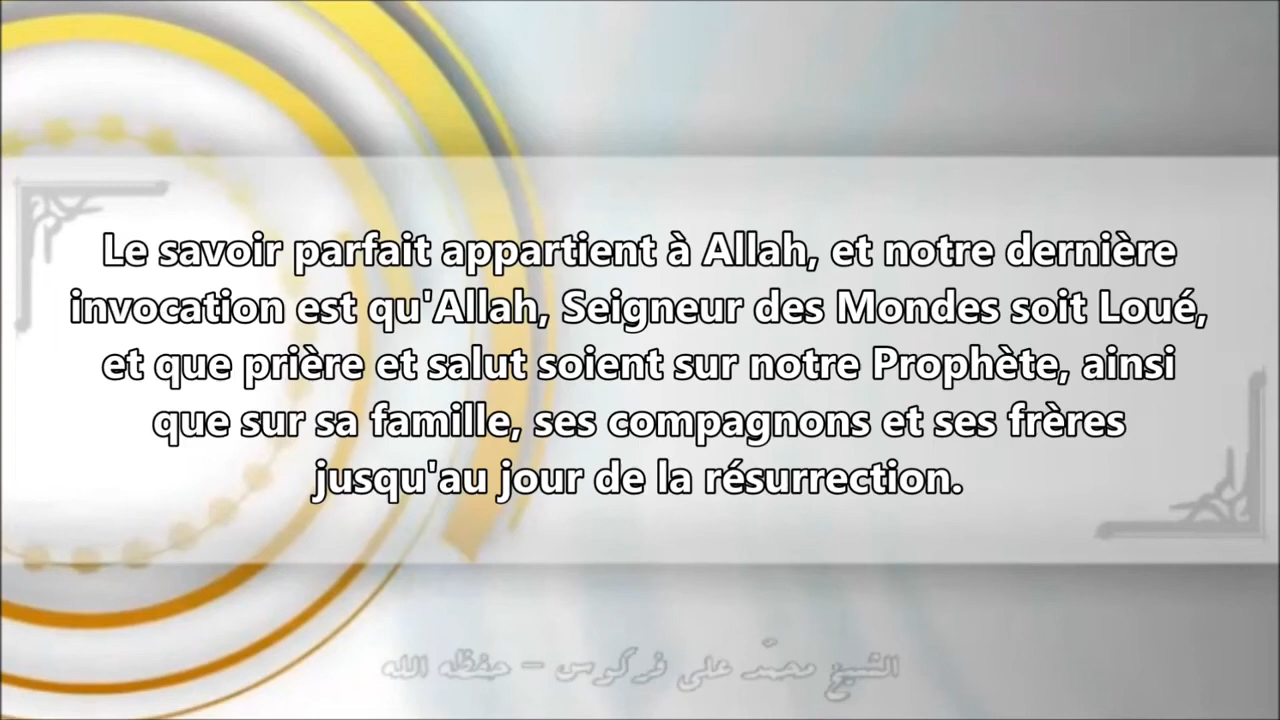 Le savoir parfait appartient à Allah, et notre dernière
invocation est qu'Allah, Seigneur des Mondes soit Loué,
et que prière et salut soient sur notre Prophète, ainsi
que sur sa famille, ses compagnons et ses frères
jusqu'au jour de la résurrection.
الشيخ محمّد علي فركوس – حفظه الله